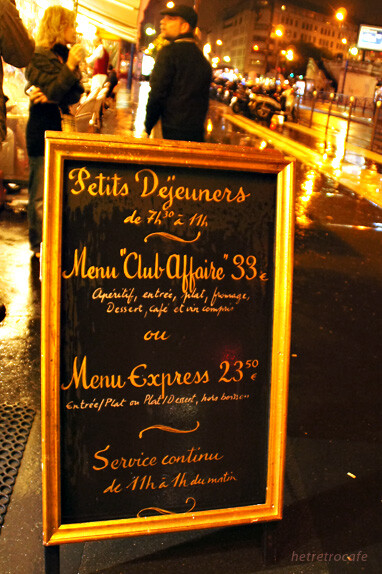 Petits Déjeuners
de 7h30 à 11h
Menu "Club Affaire" 33€
Apéritif, entrée, plat, fromage,
Dessert, café et vin compris
ou
Menu Express 23,50 €
Entrée/Plat ou Plat/Dessert, hors boisson
Service continu
de 11h à 1h du matin
hetretrocafe